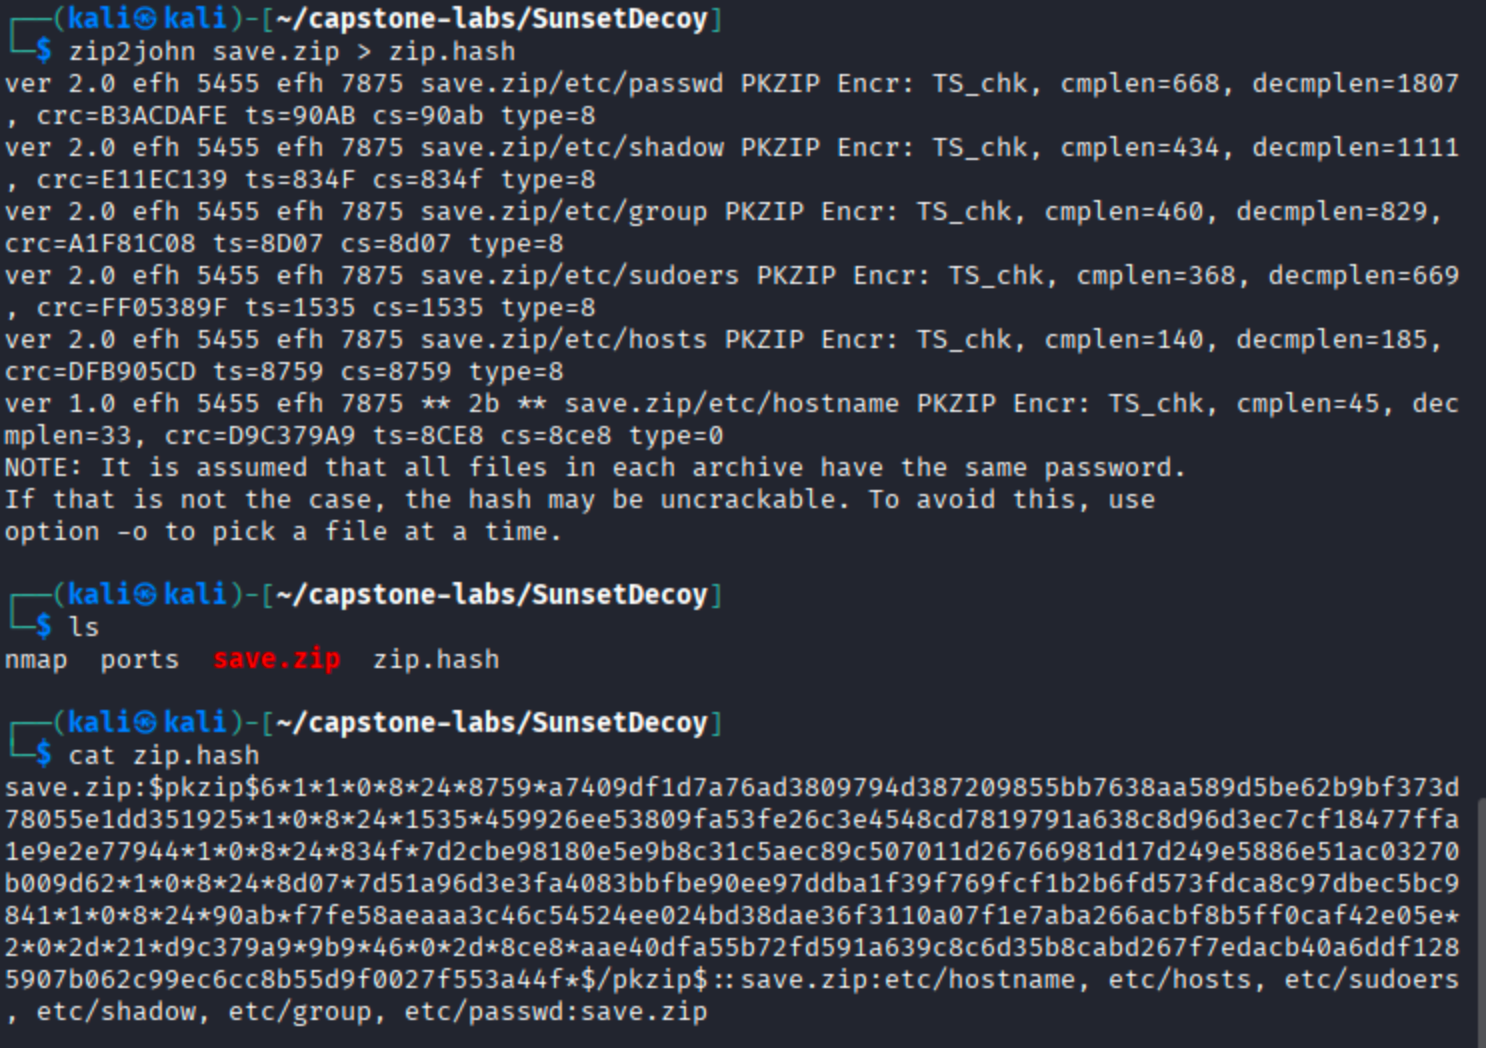 ┌──(kali㉿kali)-[~/capstone-labs/SunsetDecoy]
└─$ zip2john save.zip > zip.hash
ver 2.0 efh 5455 efh 7875 save.zip/etc/passwd PKZIP Encr: TS_chk, cmplen=668, decmplen=1807
, crc=B3ACDAFE ts=90AB cs=90ab type=8
ver 2.0 efh 5455 efh 7875 save.zip/etc/shadow PKZIP Encr: TS_chk, cmplen=434, decmplen=1111
, crc=E11EC139 ts=834F cs=834f type=8
ver 2.0 efh 5455 efh 7875 save.zip/etc/group PKZIP Encr: TS_chk, cmplen=460, decmplen=829,
crc=A1F81C08 ts=8D07 cs=8d07 type=8
ver 2.0 efh 5455 efh 7875 save.zip/etc/sudoers PKZIP Encr: TS_chk, cmplen=368, decmplen=669
, crc=FF05389F ts=1535 cs=1535 type=8
ver 2.0 efh 5455 efh 7875 save.zip/etc/hosts PKZIP Encr: TS_chk, cmplen=140, decmplen=185,
crc=DFB905CD ts=8759 cs=8759 type=8
ver 1.0 efh 5455 efh 7875 ** 2b ** save.zip/etc/hostname PKZIP Encr: TS_chk, cmplen=45, dec
mplen=33, crc=D9C379A9 ts=8CE8 cs=8ce8 type=0
NOTE: It is assumed that all files in each archive have the same password.
If that is not the case, the hash may be uncrackable. To avoid this, use
option -o to pick a file at a time.
┌──(kali㉿kali)-[~/capstone-labs/SunsetDecoy]
└─$ ls
nmap  ports  save.zip  zip.hash
┌──(kali㉿kali)-[~/capstone-labs/SunsetDecoy]
└─$ cat zip.hash
save.zip:$pkzip$6*1*1*0*8*24*8759*a7409df1d7a76ad3809794d387209855bb7638aa589d5be62b9bf373d
78055e1dd351925*1*0*8*24*1535*459926ee53809fa53fe26c3e4548cd7819791a638c8d96d3ec7cf18477ffa
1e9e2e77944*1*0*8*24*834f*7d2cbe98180e5e9b8c31c5aec89c507011d26766981d17d249e5886e51ac03270
b009d62*1*0*8*24*8d07*7d51a96d3e3fa4083bbfbe90ee97ddba1f39f769fcf1b2b6fd573fdca8c97dbec5bc9
841*1*0*8*24*90ab*f7fe58aeaaa3c46c54524ee024bd38dae36f3110a07f1e7aba266acbf8b5ff0caf42e05e*
2*0*2d*21*d9c379a9*9b9*46*0*2d*8ce8*aae40dfa55b72fd591a639c8c6d35b8cabd267f7edacb40a6ddf128
5907b062c99ec6cc8b55d9f0027f553a44f*$/pkzip$::save.zip:etc/hostname, etc/hosts, etc/sudoers
, etc/shadow, etc/group, etc/passwd:save.zip